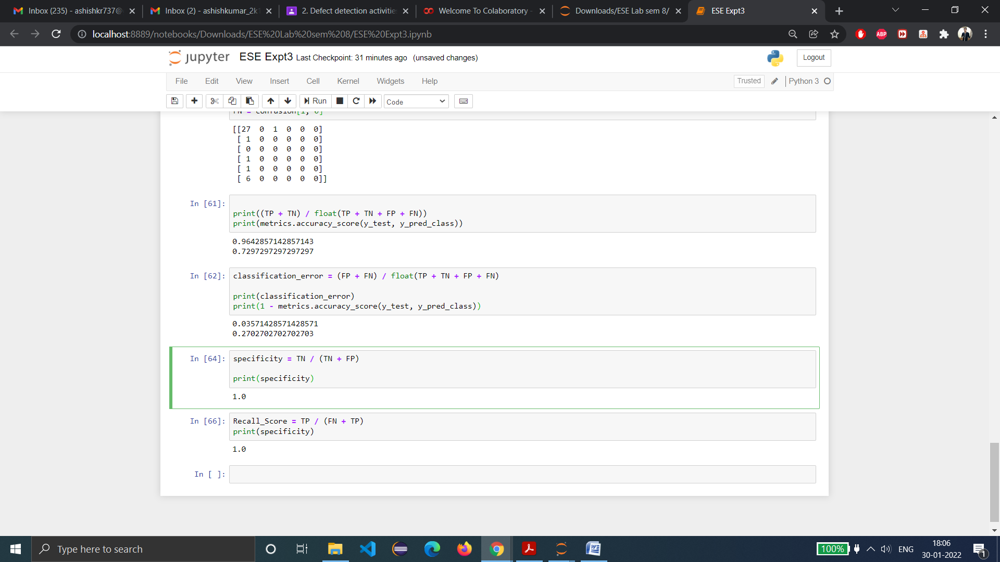 Inbox (235) - ashishkr737@
Inbox (2) - ashishkumar_2k1
2. Defect detection activitie
Welcome To Colaboratory -
Downloads/ESE Lab sem 8/
ESE Expt3
localhost:8889/notebooks/Downloads/ESE%20Lab%20sem%208/ESE%20Expt3.ipynb
ABP
jupyter ESE Expt3 Last Checkpoint: 31 minutes ago (unsaved changes)
Logout
File Edit View Insert Cell Kernel Widgets Help
Trusted Python 3
Run Code
FN = confusion[1, 0]
[[27 0 1 0 0 0]
[ 1 0 0 0 0 0]
[ 0 0 0 0 0 0]
[ 1 0 0 0 0 0]
[ 1 0 0 0 0 0]
[ 6 0 0 0 0 0]]
In [61]:
print((TP + TN) / float(TP + TN + FP + FN))
print(metrics.accuracy_score(y_test, y_pred_class))
0.9642857142857143
0.7297297297297297
In [62]: classification_error = (FP + FN) / float(TP + TN + FP + FN)
print(classification_error)
print(1 - metrics.accuracy_score(y_test, y_pred_class))
0.03571428571428571
0.2702702702702703
In [64]: specificity = TN / (TN + FP)
print(specificity)
1.0
In [66]: Recall_Score = TP / (FN + TP)
print(specificity)
1.0
In [ ]:
Type here to search
100%
ENG
18:06
30-01-2022
1